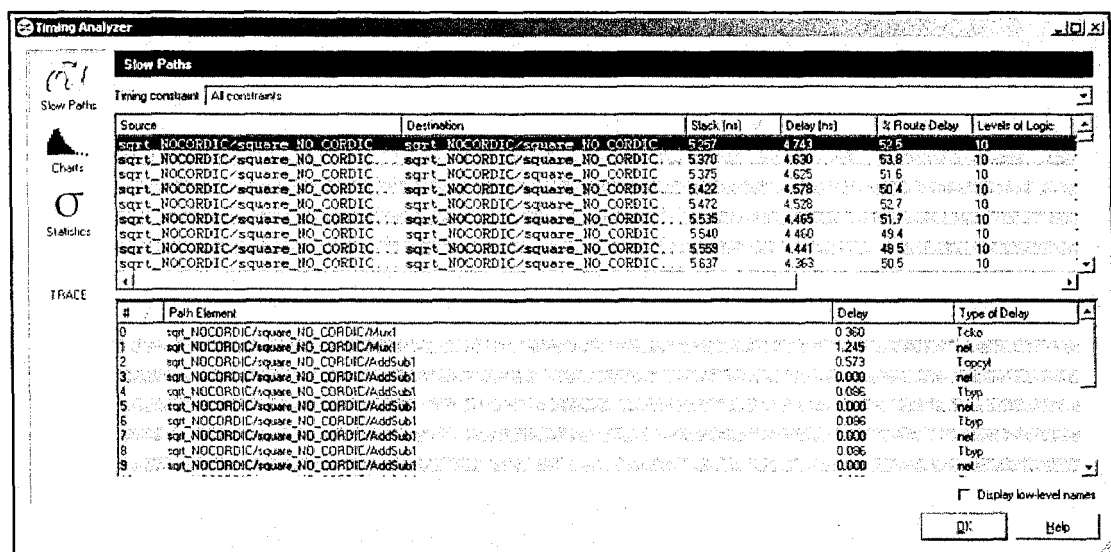 Timing Analyzer
Slow Paths
Slow Paths
Timing constraint All constraints
Source Destination Slack (ns) Delay (ns) % Route Delay Levels of Logic
sqrt_NOCORDIC/square_NO_CORDIC... sqrt_NOCORDIC/square_NO_CORDIC... 5.257 4.743 52.5 10
sqrt_NOCORDIC/square_NO_CORDIC... sqrt_NOCORDIC/square_NO_CORDIC... 5.370 4.630 53.8 10
sqrt_NOCORDIC/square_NO_CORDIC... sqrt_NOCORDIC/square_NO_CORDIC... 5.375 4.625 51.6 10
sqrt_NOCORDIC/square_NO_CORDIC... sqrt_NOCORDIC/square_NO_CORDIC... 5.422 4.578 50.4 10
sqrt_NOCORDIC/square_NO_CORDIC... sqrt_NOCORDIC/square_NO_CORDIC... 5.472 4.528 52.7 10
sqrt_NOCORDIC/square_NO_CORDIC... sqrt_NOCORDIC/square_NO_CORDIC... 5.535 4.465 51.7 10
sqrt_NOCORDIC/square_NO_CORDIC... sqrt_NOCORDIC/square_NO_CORDIC... 5.540 4.460 49.4 10
sqrt_NOCORDIC/square_NO_CORDIC... sqrt_NOCORDIC/square_NO_CORDIC... 5.559 4.441 48.5 10
sqrt_NOCORDIC/square_NO_CORDIC... sqrt_NOCORDIC/square_NO_CORDIC... 5.637 4.363 50.5 10
Charts
σ
Statistics
TRACE
# Path Element Delay Type of Delay
0 sqrt_NOCORDIC/square_NO_CORDIC/Mux1 0.360 Tcko
1 sqrt_NOCORDIC/square_NO_CORDIC/Mux1 1.245 net
2 sqrt_NOCORDIC/square_NO_CORDIC/AddSub1 0.573 Topcyf
3 sqrt_NOCORDIC/square_NO_CORDIC/AddSub1 0.000 net
4 sqrt_NOCORDIC/square_NO_CORDIC/AddSub1 0.096 Tbyp
5 sqrt_NOCORDIC/square_NO_CORDIC/AddSub1 0.000 net
6 sqrt_NOCORDIC/square_NO_CORDIC/AddSub1 0.096 Tbyp
7 sqrt_NOCORDIC/square_NO_CORDIC/AddSub1 0.000 net
8 sqrt_NOCORDIC/square_NO_CORDIC/AddSub1 0.096 Tbyp
9 sqrt_NOCORDIC/square_NO_CORDIC/AddSub1 0.000 net
Display low-level names
OK Help